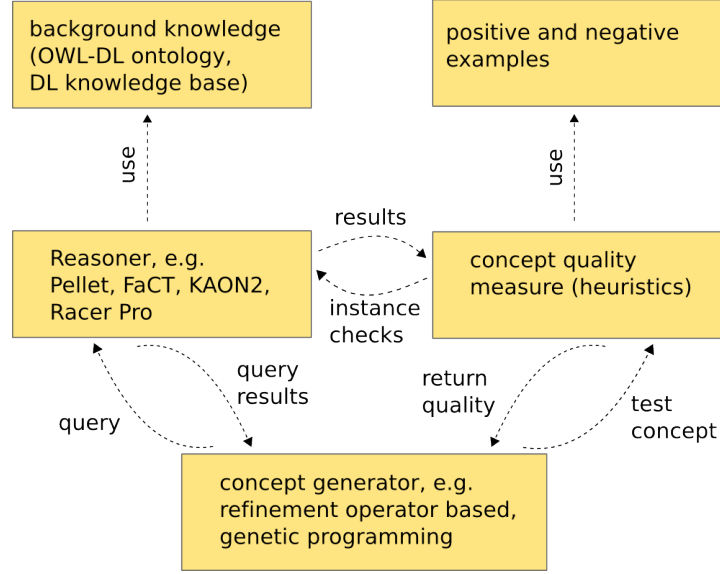 background knowledge
(OWL-DL ontology,
DL knowledge base)
positive and negative
examples
use
use
results
Reasoner, e.g.
Pellet, FaCT, KAON2,
Racer Pro
concept quality
measure (heuristics)
instance
checks
query
results
return
quality
query
test
concept
concept generator, e.g.
refinement operator based,
genetic programming